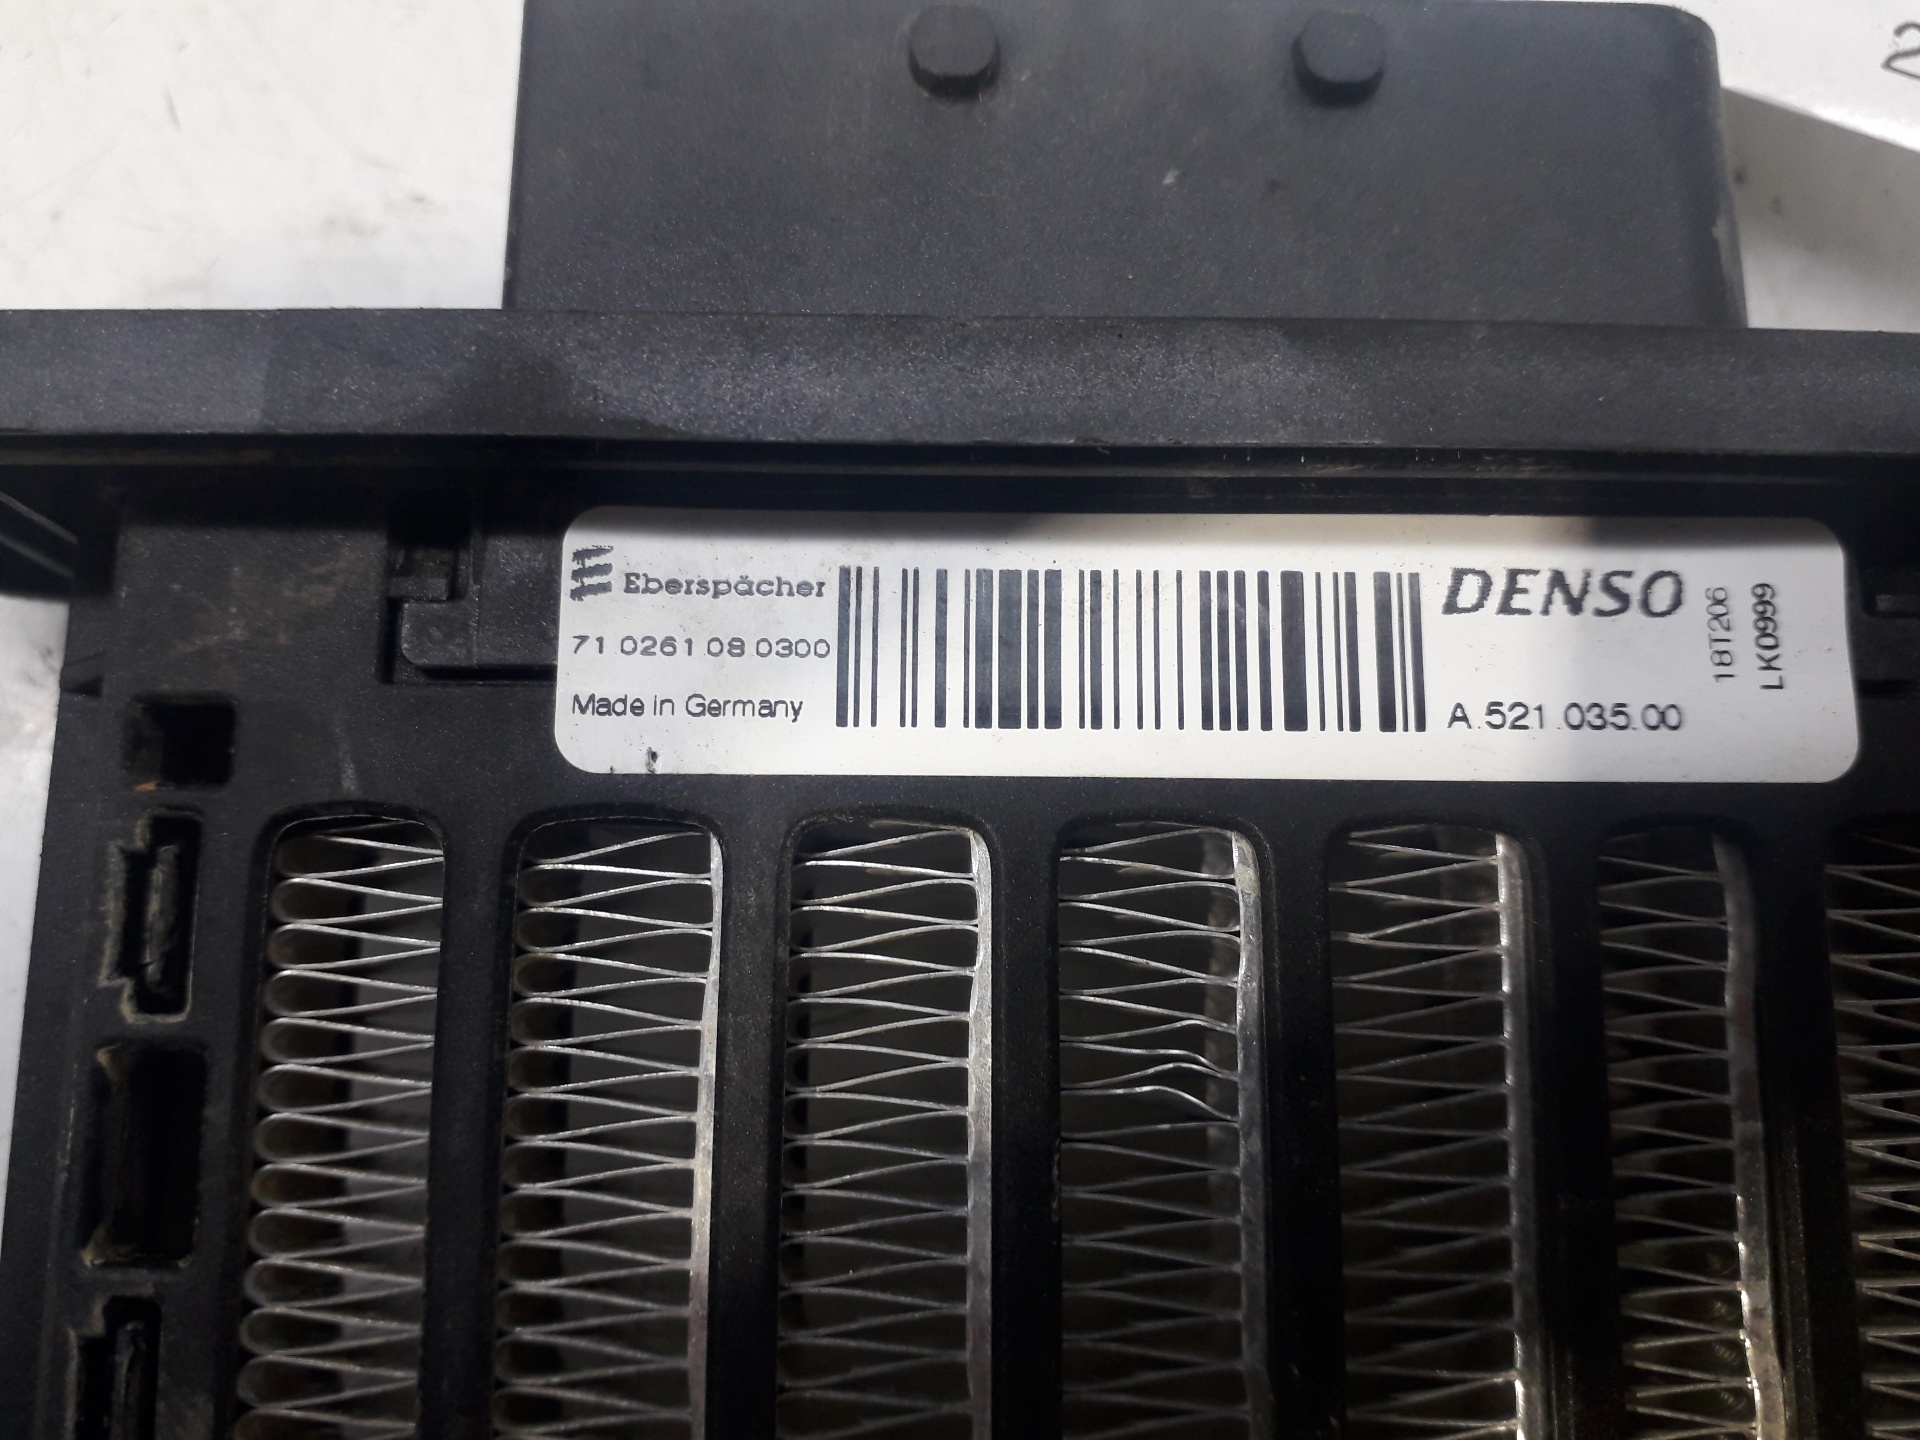 Eberspächer
71.0261.08.0300
Made in Germany
DENSO
A.521.035.00
18T206
LK0999